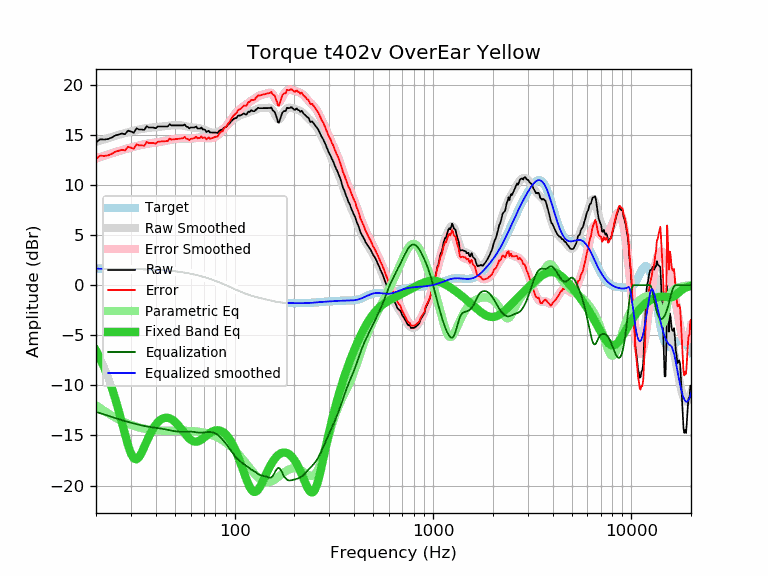 Torque t402v OverEar Yellow
20
15
10
5
0
−5
−10
−15
−20
Amplitude (dBr)
Target
Raw Smoothed
Error Smoothed
Raw
Error
Parametric Eq
Fixed Band Eq
Equalization
Equalized smoothed
100 1000 10000
Frequency (Hz)